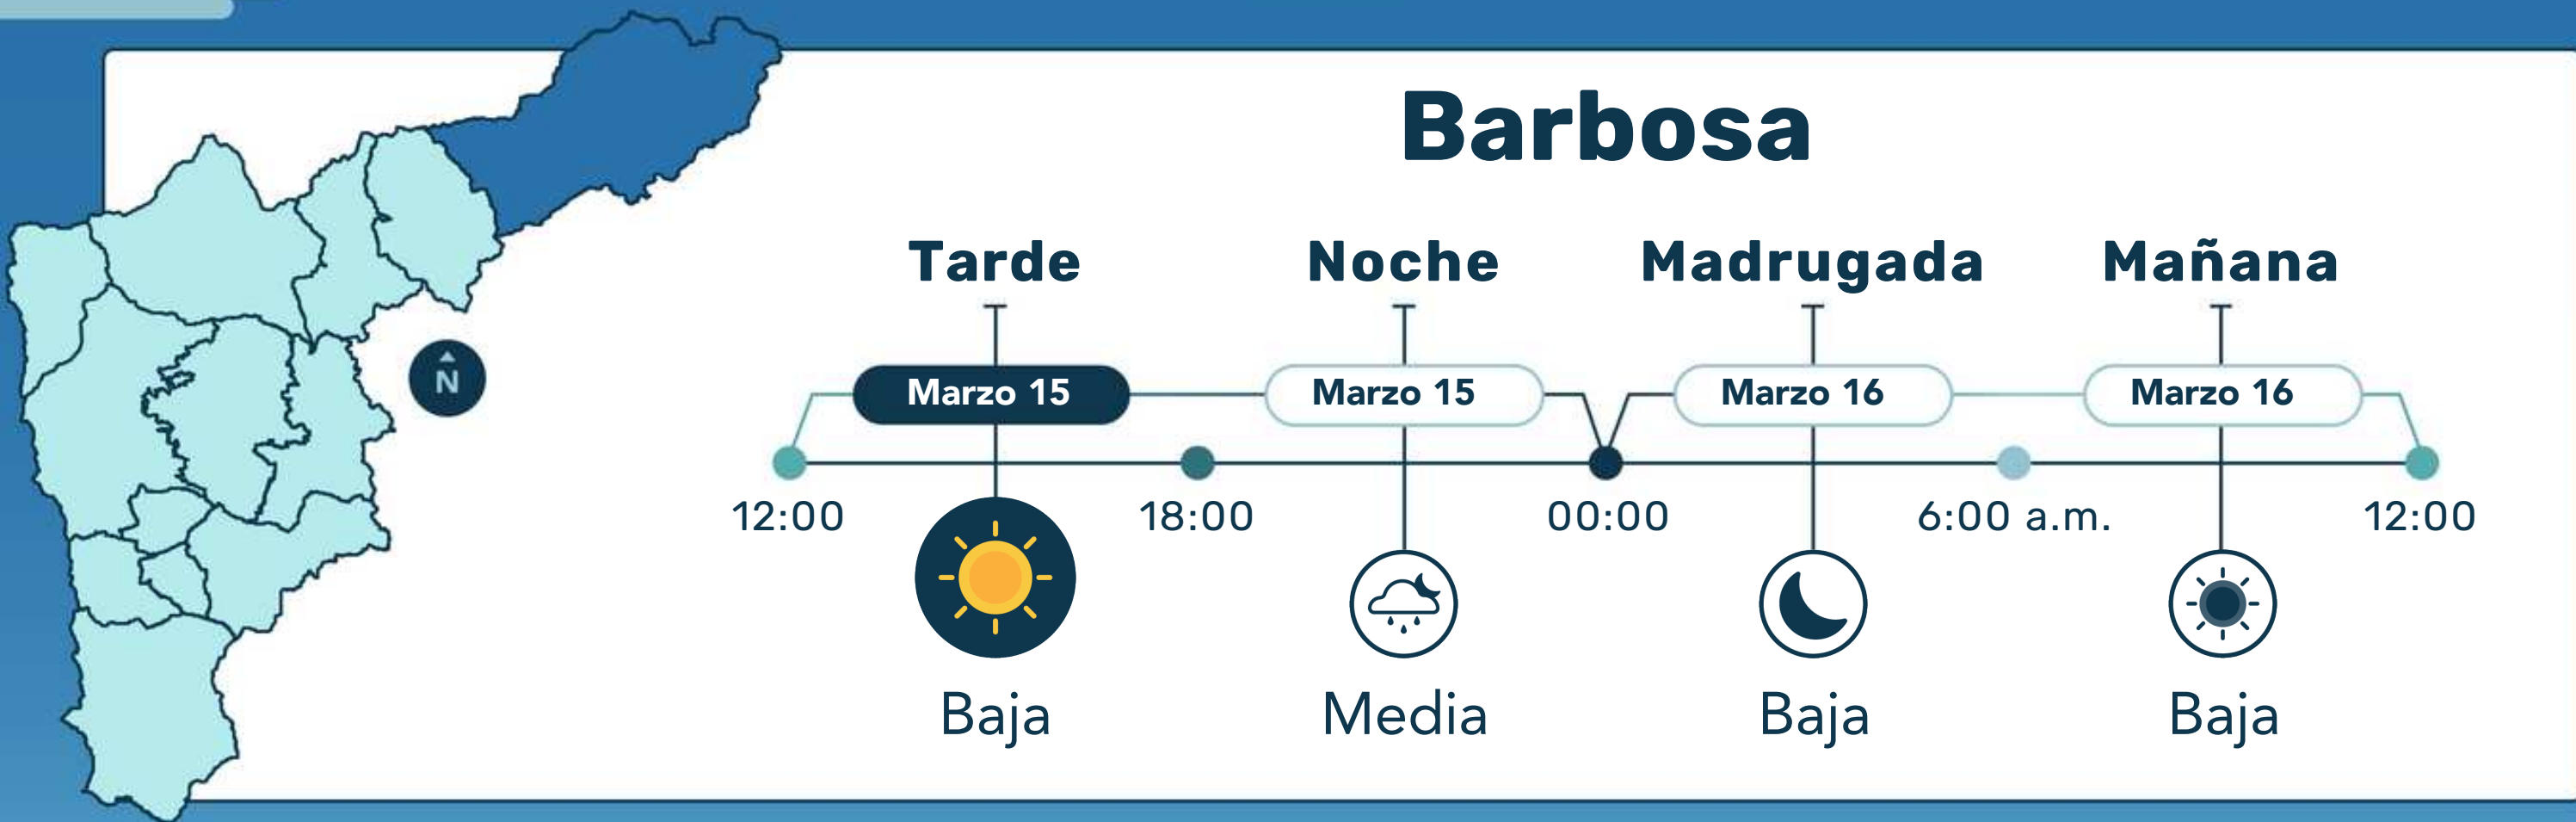 Barbosa
Tarde Noche Madrugada Mañana
Marzo 15 Marzo 15 Marzo 16 Marzo 16
N
12:00 18:00 00:00 6:00 a.m. 12:00
Baja Media Baja Baja